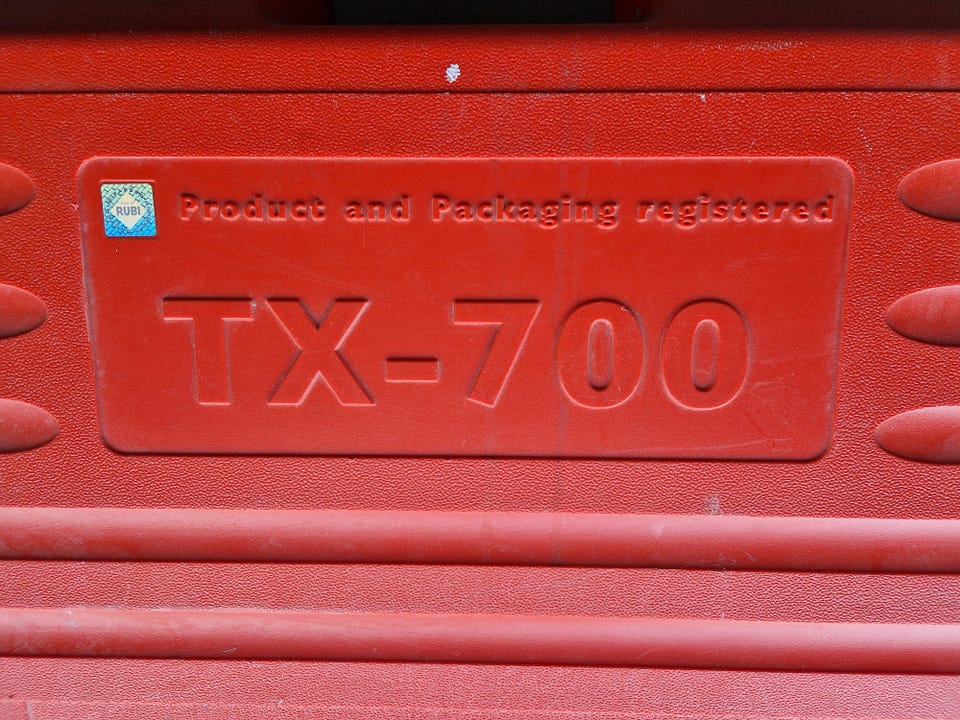 RUBI
Product and Packaging registered
TX-700